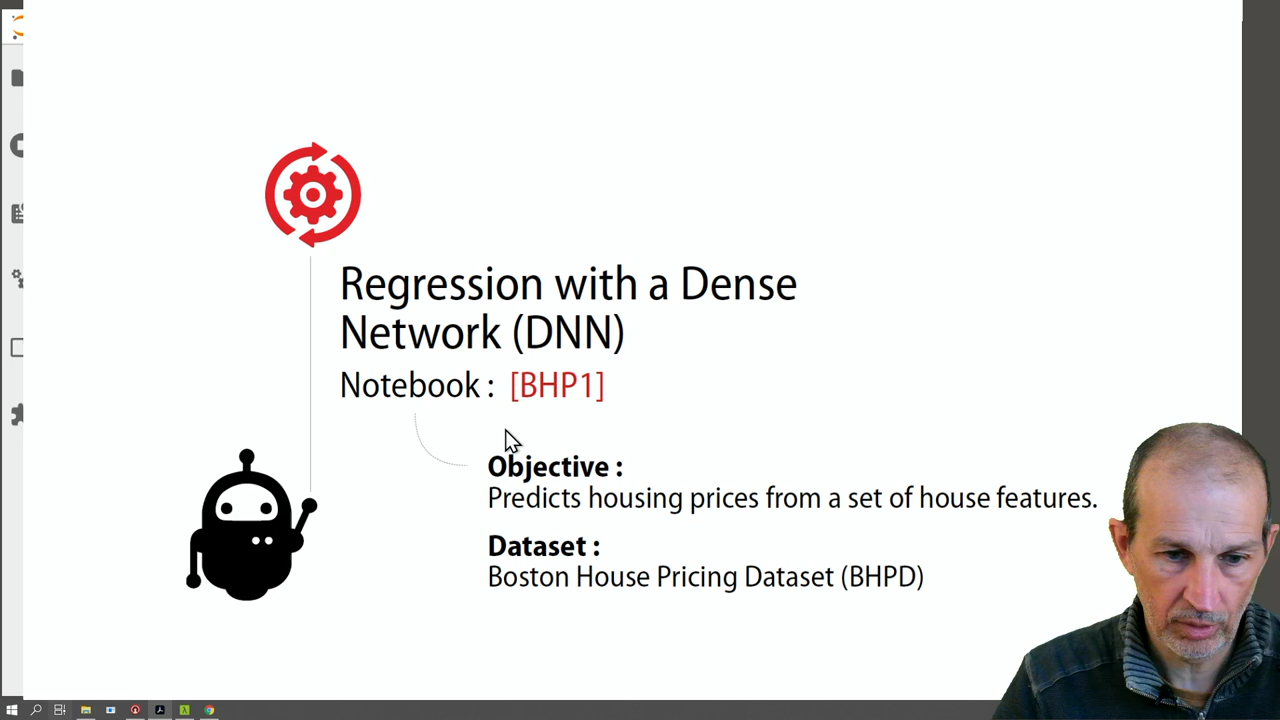 Regression with a Dense
Network (DNN)
Notebook : [BHP1]
Objective :
Predicts housing prices from a set of house features.
Dataset :
Boston House Pricing Dataset (BHPD)